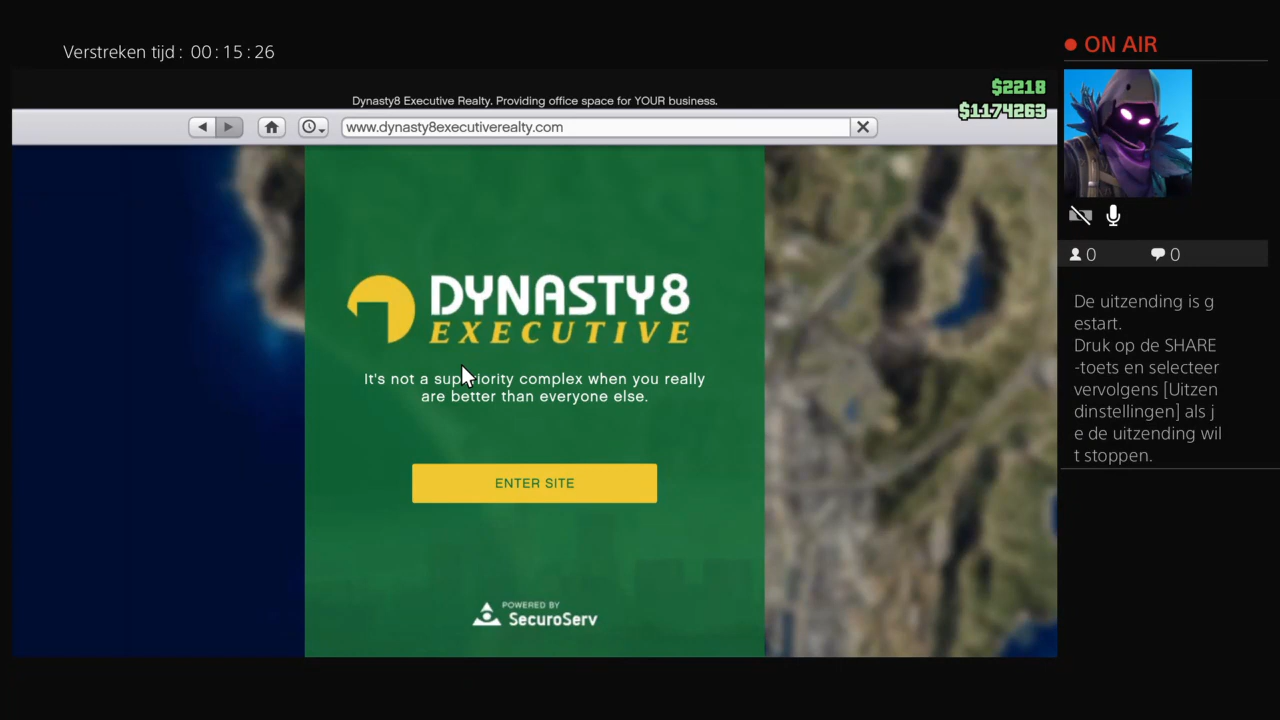 Verstreken tijd: 00:15:26
ON AIR
$2218
$1174263
Dynasty8 Executive Realty. Providing office space for YOUR business.
www.dynasty8executiverealty.com
DYNASTY 8
EXECUTIVE
It's not a superiority complex when you really
are better than everyone else.
ENTER SITE
POWERED BY
SecuroServ
0
0
De uitzending is g
estart.
Druk op de SHARE
-toets en selecteer
vervolgens [Uitzen
dinstellingen] als j
e de uitzending wil
t stoppen.